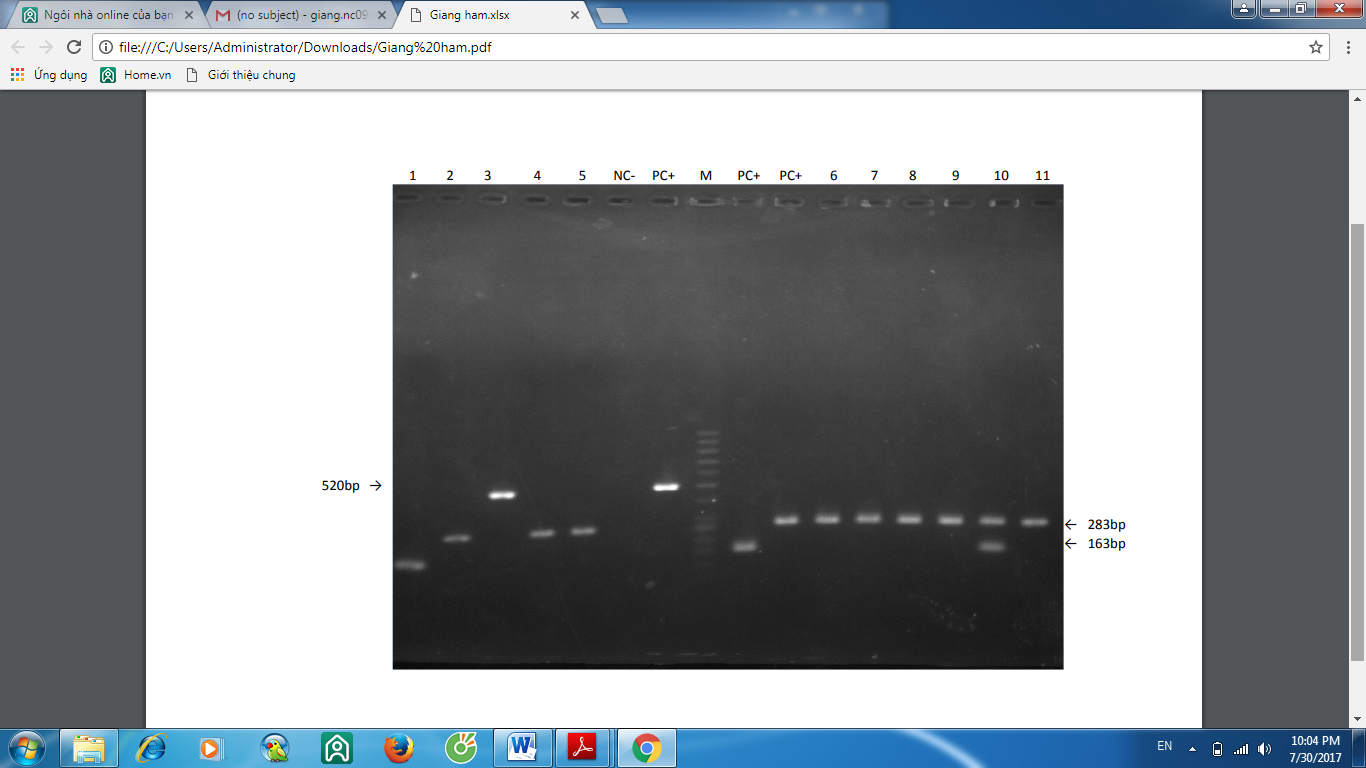 Ngôi nhà online của bạn
(no subject) - giang.nc09
Giang ham.xlsx
file:///C:/Users/Administrator/Downloads/Giang%20ham.pdf
Ứng dụng Home.vn Giới thiệu chung
1 2 3 4 5 NC- PC+ M PC+ PC+ 6 7 8 9 10 11
520bp →
← 283bp
← 163bp
EN
10:04 PM
7/30/2017